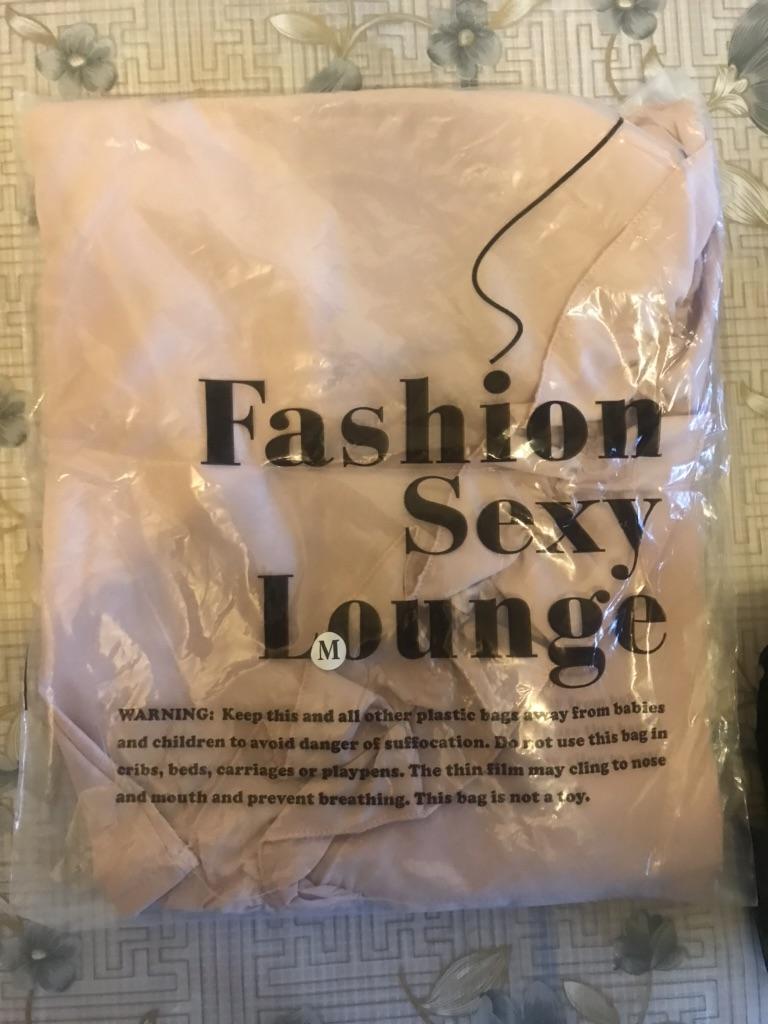 Fashion
Sexy
Lounge
M
WARNING: Keep this and all other plastic bags away from babies
and children to avoid danger of suffocation. Do not use this bag in
cribs, beds, carriages or playpens. The thin film may cling to nose
and mouth and prevent breathing. This bag is not a toy.